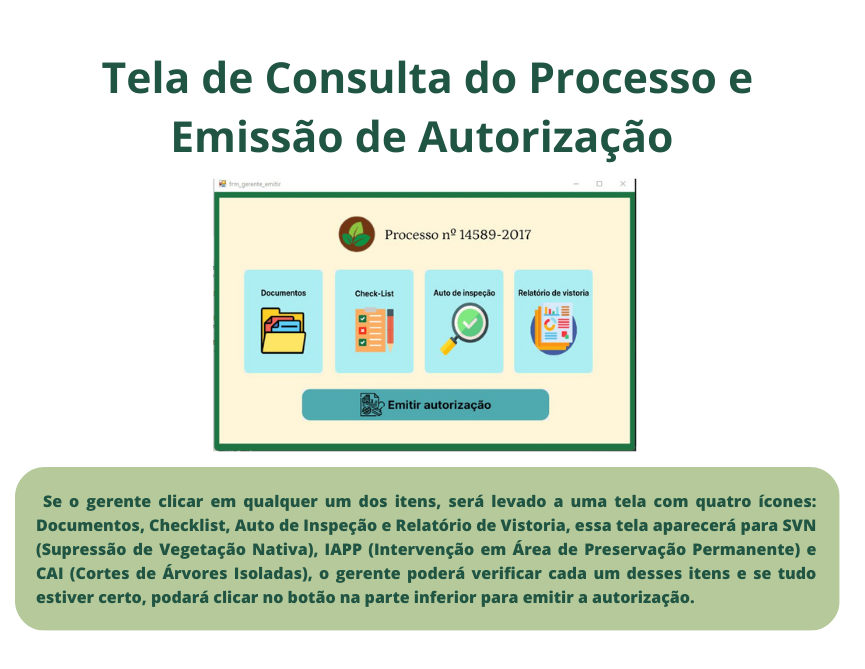 Tela de Consulta do Processo e
Emissão de Autorização
frm_gerente_emitir
Processo nº 14589-2017
Documentos
Check-List
Auto de inspeção
Relatório de vistoria
Emitir autorização
Se o gerente clicar em qualquer um dos itens, será levado a uma tela com quatro ícones:
Documentos, Checklist, Auto de Inspeção e Relatório de Vistoria, essa tela aparecerá para SVN
(Supressão de Vegetação Nativa), IAPP (Intervenção em Área de Preservação Permanente) e
CAI (Cortes de Árvores Isoladas), o gerente poderá verificar cada um desses itens e se tudo
estiver certo, podará clicar no botão na parte inferior para emitir a autorização.